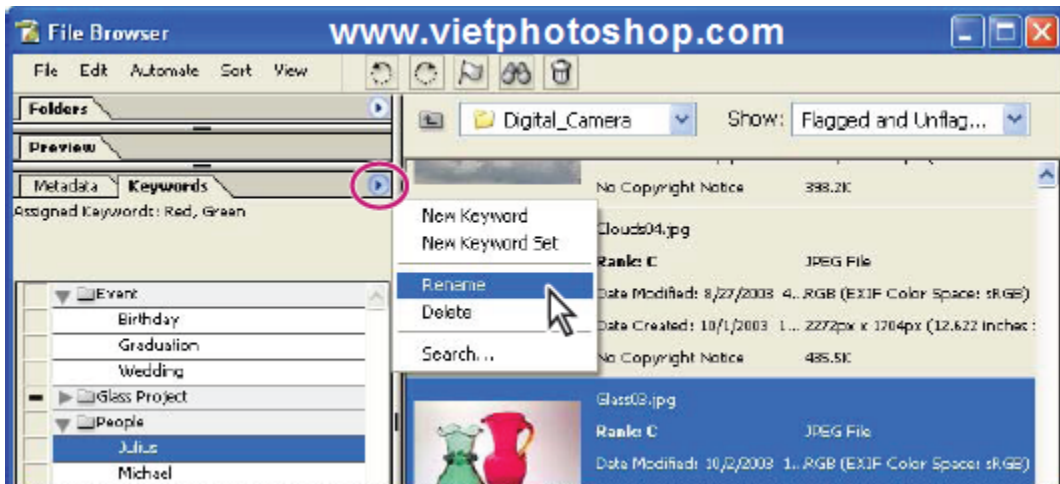 File Browser
www.vietphotoshop.com
File Edit Automate Sort View
Folders
Digital_Camera
Show: Flagged and Unflag...
Preview
Metadata Keywords
Assigned Keywords: Red, Green
No Copyright Notice 398.2K
New Keyword
New Keyword Set
Rename
Delete
Search...
Clouds04.jpg
Rank: C JPEG File
Date Modified: 8/27/2003 4... RGB (EXIF Color Space: sRGB)
Date Created: 10/1/2003 1... 2272px x 1704px (12.622 inches
No Copyright Notice 485.5K
Event
Birthday
Graduation
Wedding
Glass Project
People
Julius
Michael
Glass03.jpg
Rank: C JPEG File
Date Modified: 10/2/2003 1... RGB (EXIF Color Space: sRGB)